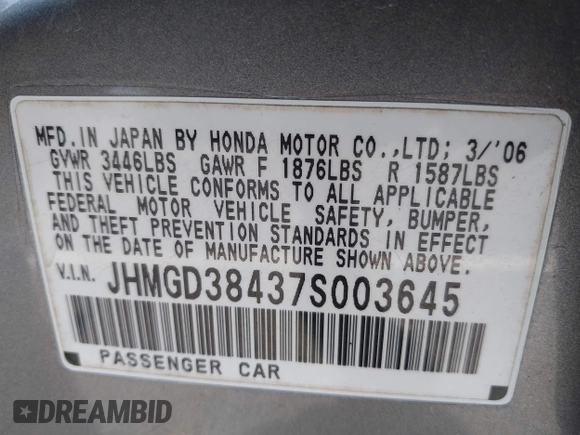 MFD.IN JAPAN BY HONDA MOTOR CO.,LTD; 3/'06
GVWR 3446LBS GAWR F 1876LBS R 1587LBS
THIS VEHICLE CONFORMS TO ALL APPLICABLE
FEDERAL MOTOR VEHICLE SAFETY, BUMPER,
AND THEFT PREVENTION STANDARDS IN EFFECT
ON THE DATE OF MANUFACTURE SHOWN ABOVE.
V.I.N. JHMGD38437S003645
PASSENGER CAR
DREAMBID